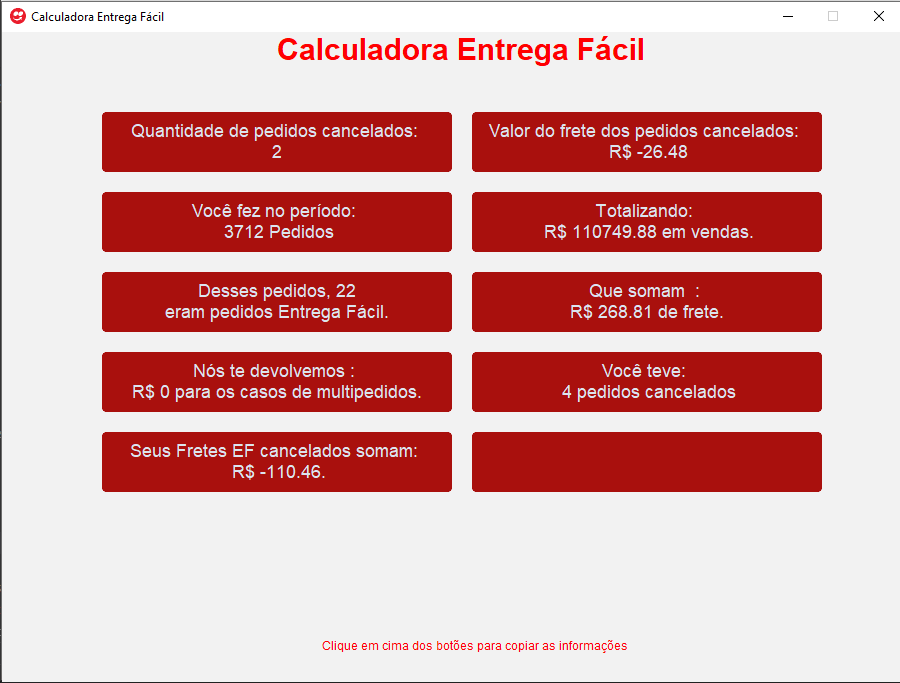 Calculadora Entrega Fácil
Calculadora Entrega Fácil
Quantidade de pedidos cancelados:
2
Valor do frete dos pedidos cancelados:
R$ -26.48
Você fez no período:
3712 Pedidos
Totalizando:
R$ 110749.88 em vendas.
Desses pedidos, 22
eram pedidos Entrega Fácil.
Que somam  :
R$ 268.81 de frete.
Nós te devolvemos :
R$ 0 para os casos de multipedidos.
Você teve:
4 pedidos cancelados
Seus Fretes EF cancelados somam:
R$ -110.46.
Clique em cima dos botões para copiar as informações